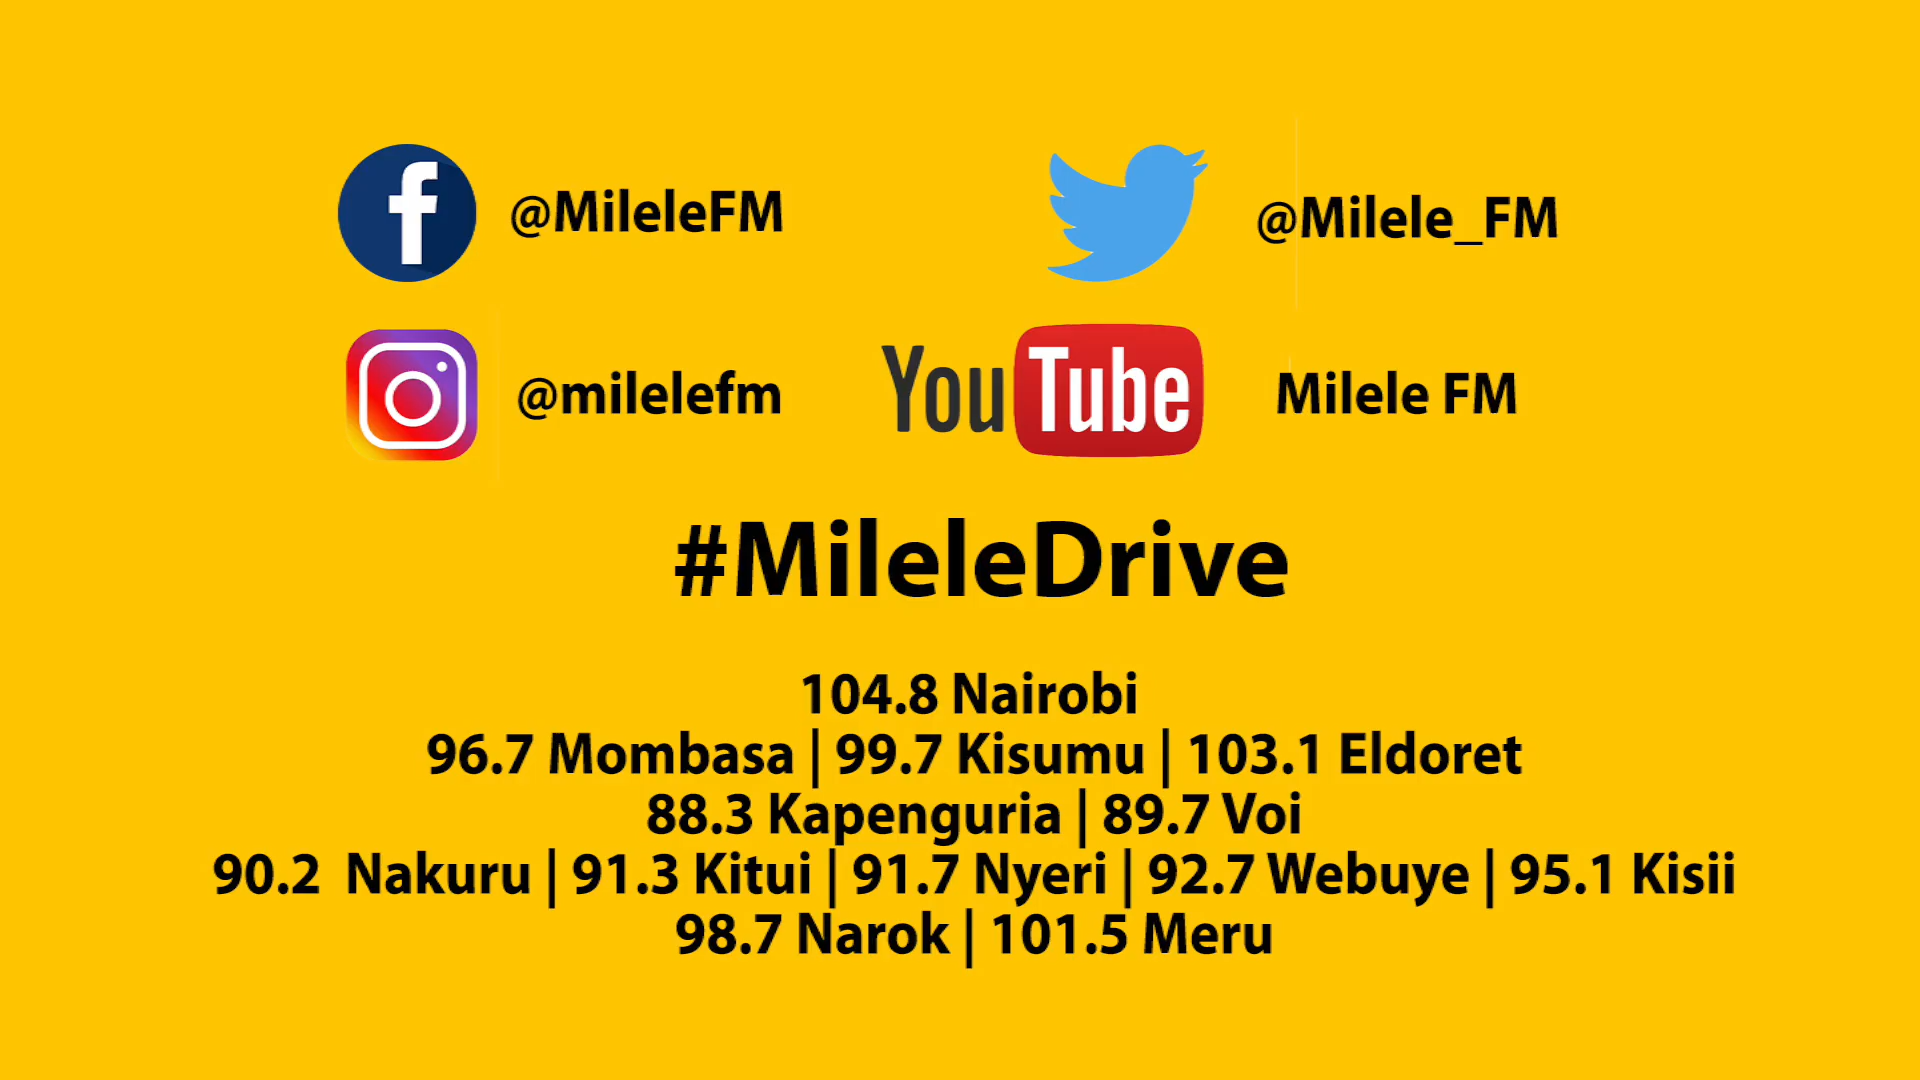 f @MileleFM
@Milele_FM
@milelefm
YouTube Milele FM
#MileleDrive
104.8 Nairobi
96.7 Mombasa | 99.7 Kisumu | 103.1 Eldoret
88.3 Kapenguria | 89.7 Voi
90.2  Nakuru | 91.3 Kitui | 91.7 Nyeri | 92.7 Webuye | 95.1 Kisii
98.7 Narok | 101.5 Meru